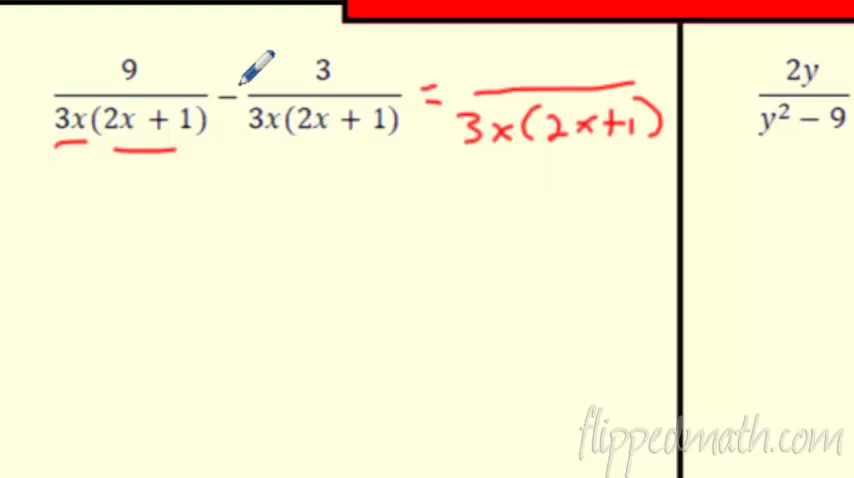 9/(3x(2x + 1)) − 3/(3x(2x + 1)) = /(3x(2x+1))
2y/(y² − 9)
flippedmath.com